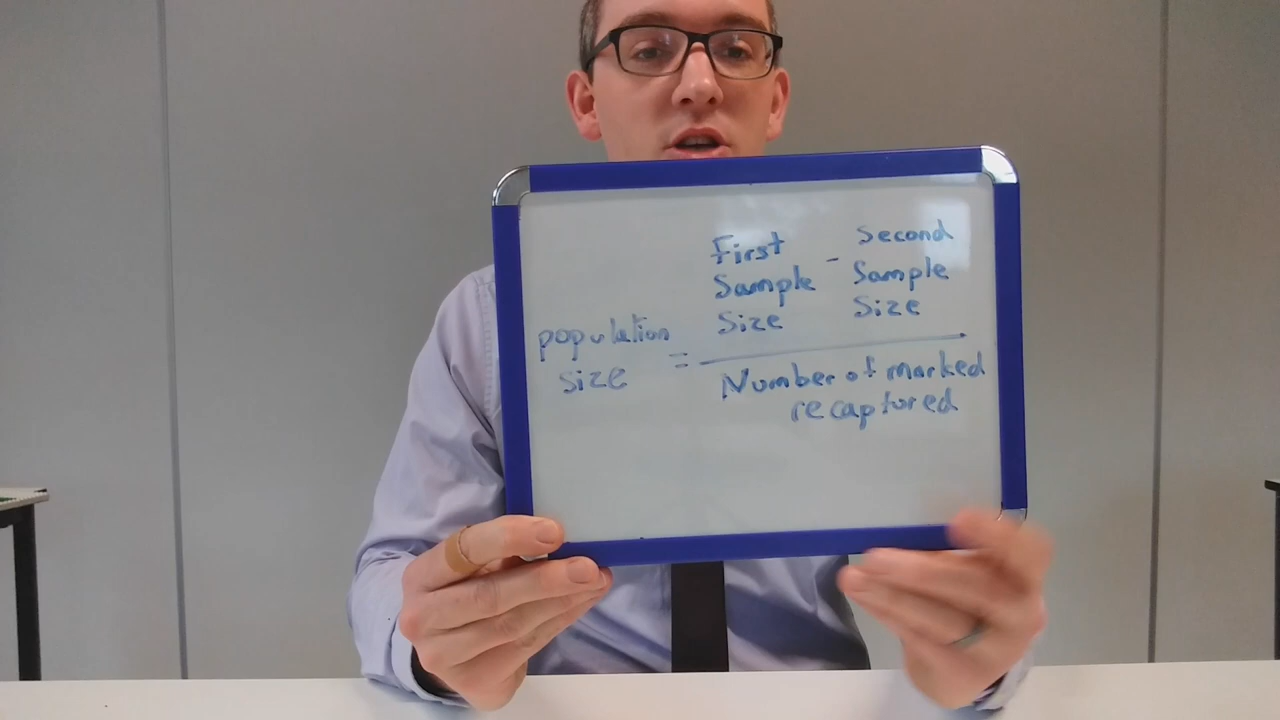 population
size
=
First
Sample
Size
-
Second
Sample
Size
Number of marked
recaptured